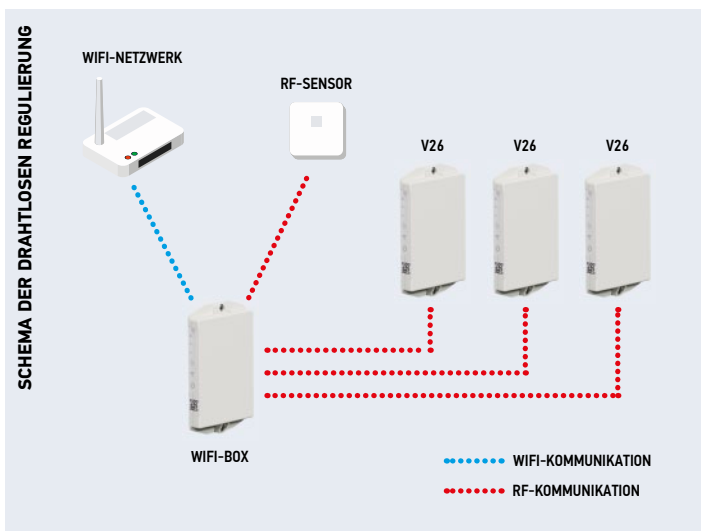 SCHEMA DER DRAHTLOSEN REGULIERUNG
WIFI-NETZWERK
RF-SENSOR
V26
V26
V26
WIFI-BOX
WIFI-KOMMUNIKATION
RF-KOMMUNIKATION